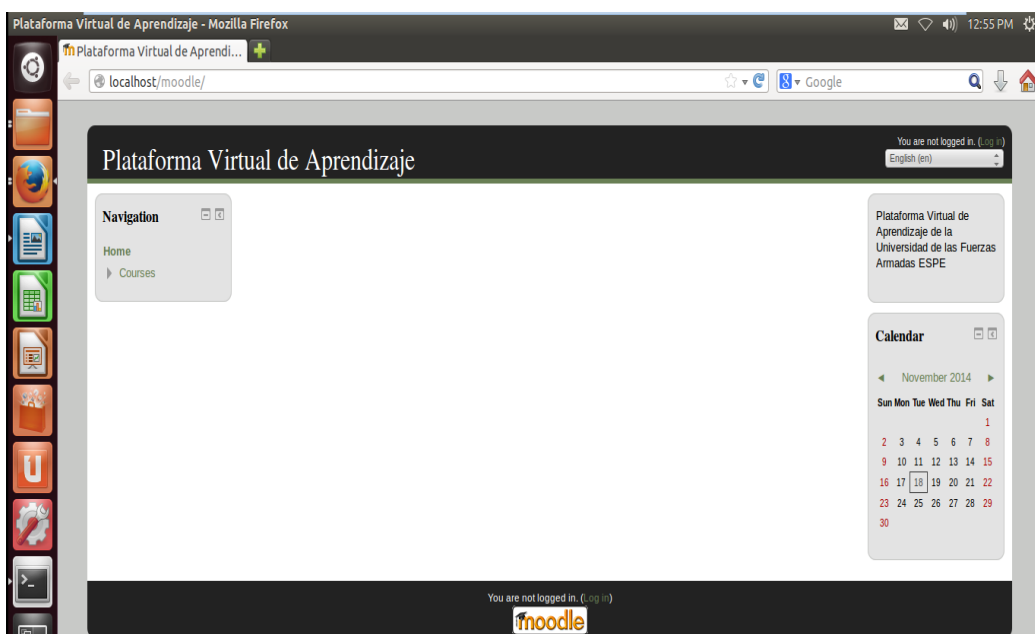 Plataforma Virtual de Aprendizaje - Mozilla Firefox
12:55 PM
Plataforma Virtual de Aprendi...
localhost/moodle/
Google
You are not logged in. (Log in)
Plataforma Virtual de Aprendizaje
English (en)
Navigation
Home
Courses
Plataforma Virtual de
Aprendizaje de la
Universidad de las Fuerzas
Armadas ESPE
Calendar
November 2014
Sun Mon Tue Wed Thu Fri Sat
1
2 3 4 5 6 7 8
9 10 11 12 13 14 15
16 17 18 19 20 21 22
23 24 25 26 27 28 29
30
You are not logged in. (Log in)
moodle